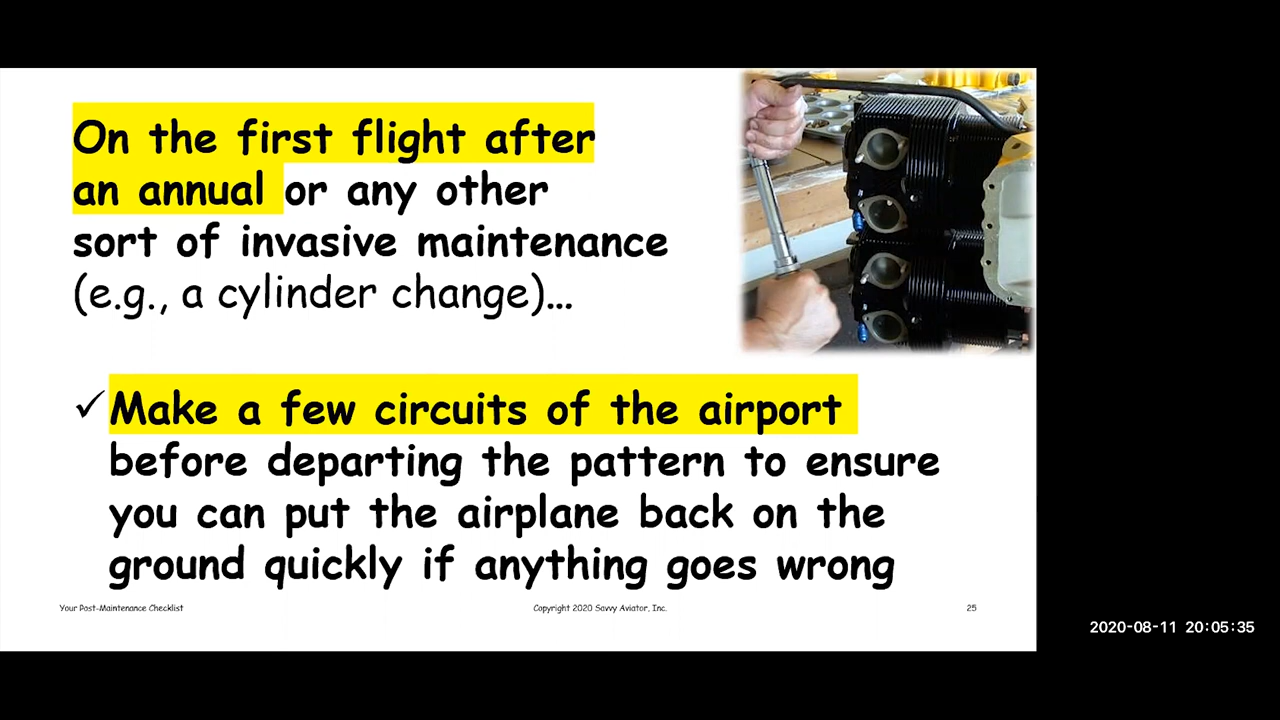 On the first flight after
an annual or any other
sort of invasive maintenance
(e.g., a cylinder change)...
✓Make a few circuits of the airport
before departing the pattern to ensure
you can put the airplane back on the
ground quickly if anything goes wrong
Your Post-Maintenance Checklist
Copyright 2020 Savvy Aviator, Inc.
25
2020-08-11 20:05:35